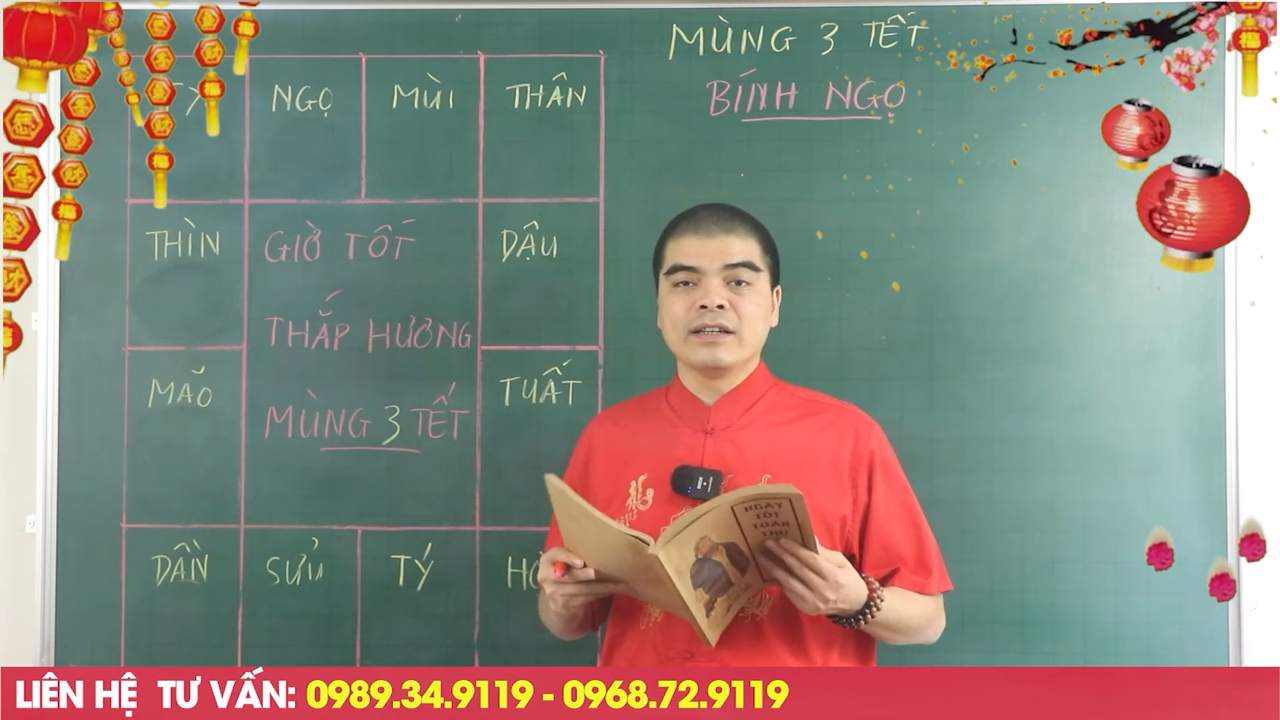 MÙNG 3 TẾT
BÍNH NGỌ
NGỌ
MÙI
THÂN
THÌN
GIỜ TỐT
DẬU
THẮP HƯƠNG
MÃO
MÙNG 3 TẾT
TUẤT
DẦN
SỬU
TÝ
NGÀY
TỐT
TOÀN
THƯ
LIÊN HỆ TƯ VẤN: 0989.34.9119 - 0968.72.9119